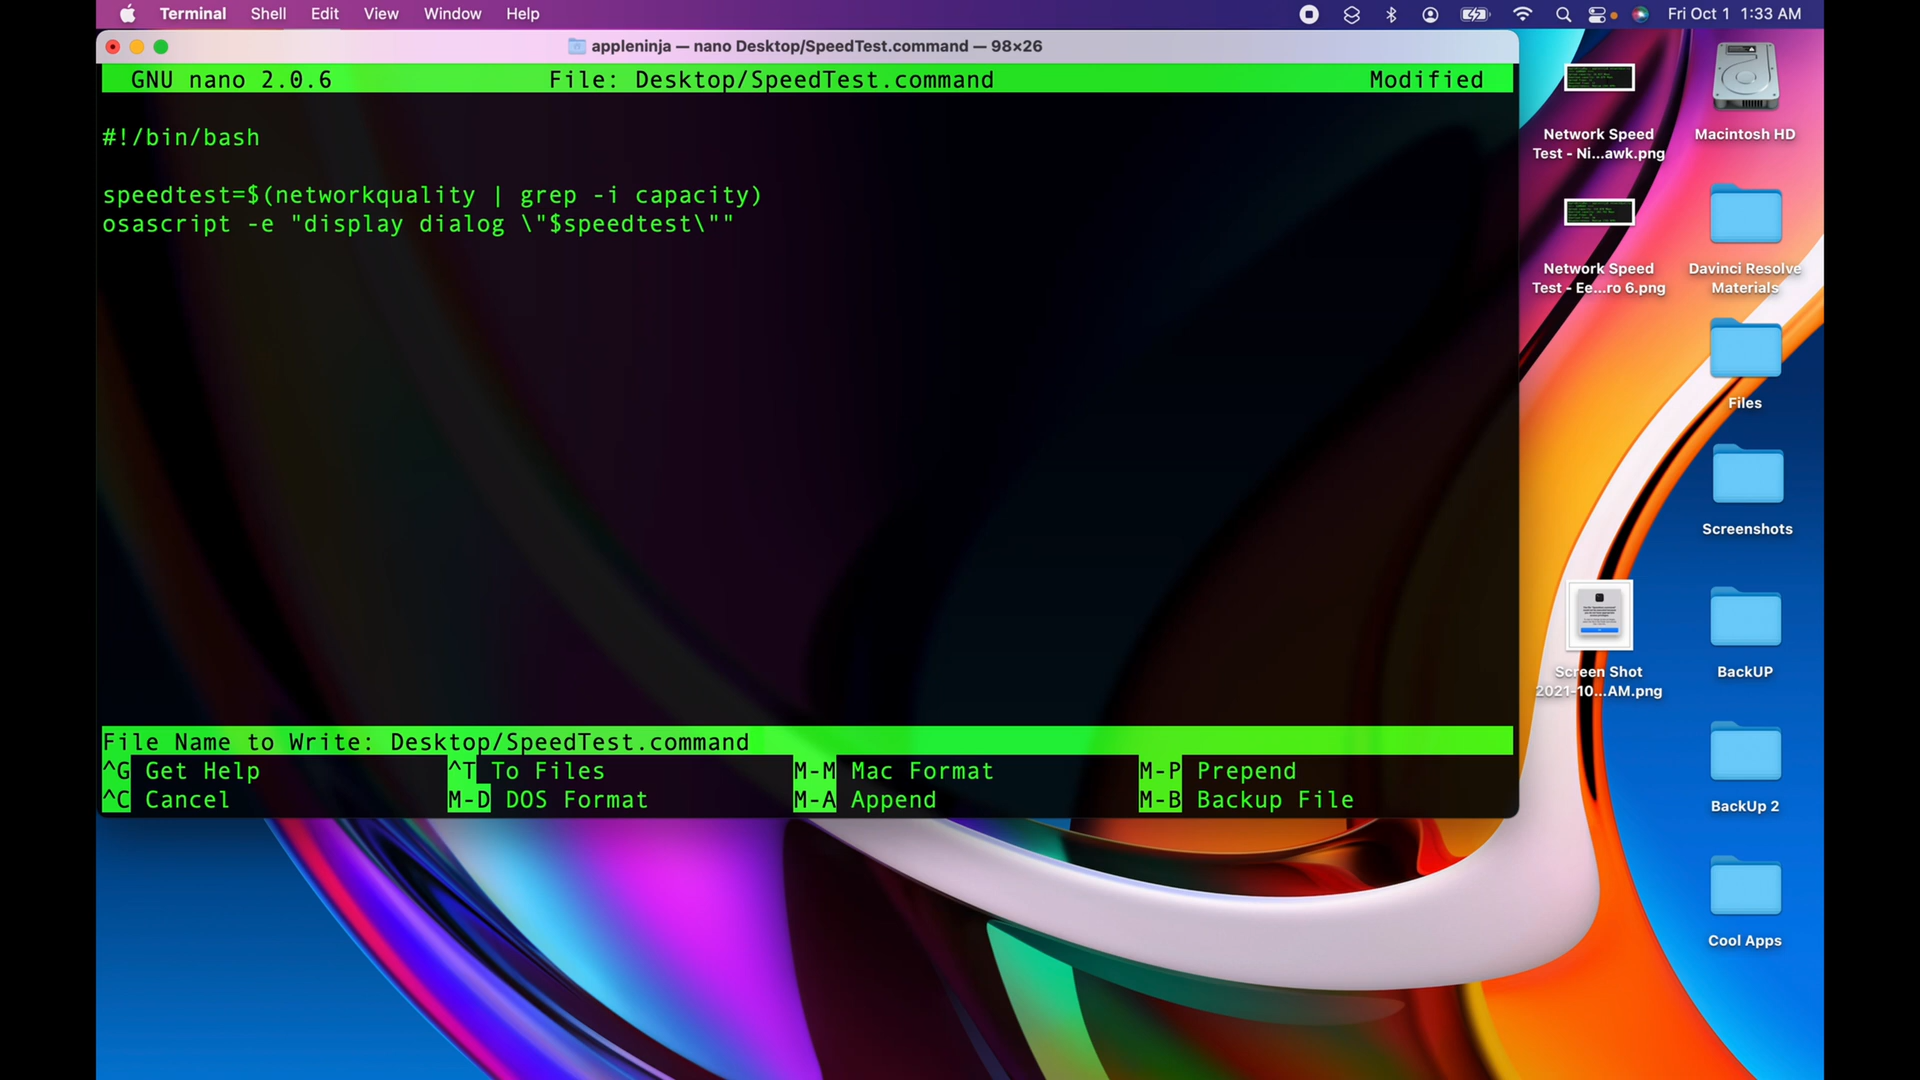 Terminal Shell Edit View Window Help Fri Oct 1 1:33 AM
appleninja — nano Desktop/SpeedTest.command — 98×26
GNU nano 2.0.6 File: Desktop/SpeedTest.command Modified
#!/bin/bash
speedtest=$(networkquality | grep -i capacity)
osascript -e "display dialog \"$speedtest\""
File Name to Write: Desktop/SpeedTest.command
^G Get Help ^T To Files M-M Mac Format M-P Prepend
^C Cancel M-D DOS Format M-A Append M-B Backup File
Network Speed
Test - Ni...awk.png
Macintosh HD
Network Speed
Test - Ee...ro 6.png
Davinci Resolve
Materials
Files
Screenshots
Screen Shot
2021-10...AM.png
BackUP
BackUp 2
Cool Apps